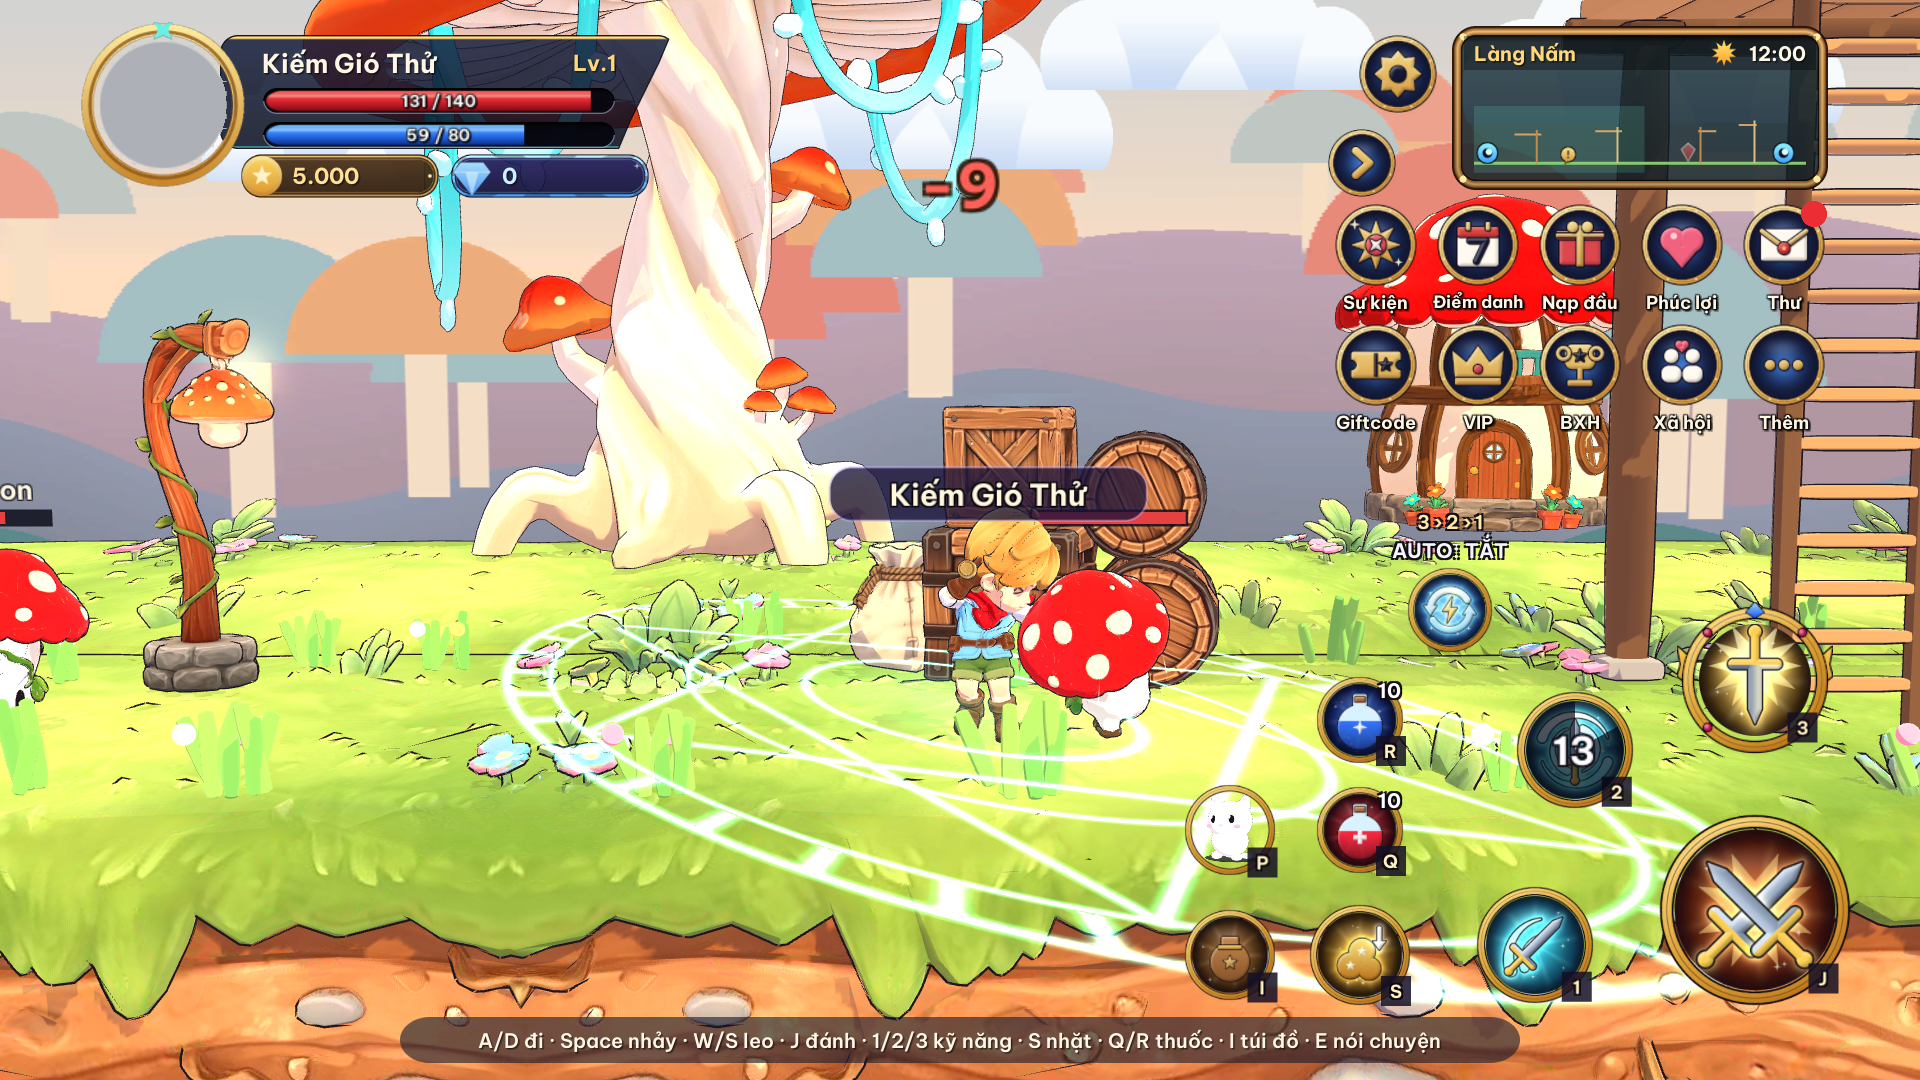 Kiếm Gió Thử
Lv.1
131 / 140
59 / 80
5.000
0
Làng Nấm
12:00
-9
7
Sự kiện
Điểm danh
Nạp đầu
Phúc lợi
Thư
Giftcode
VIP
BXH
Xã hội
Thêm
on
Kiếm Gió Thử
3>2>1
AUTO: TẮT
10
R
13
2
3
10
Q
P
I
S
1
J
A/D đi · Space nhảy · W/S leo · J đánh · 1/2/3 kỹ năng · S nhặt · Q/R thuốc · I túi đồ · E nói chuyện